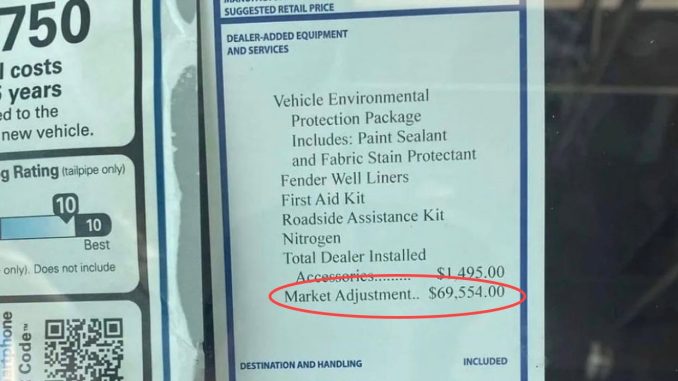 750
l costs
years
ed to the
new vehicle.
g Rating (tailpipe only)
10
10
Best
only). Does not include
artphone
Code™
SUGGESTED RETAIL PRICE
DEALER-ADDED EQUIPMENT
AND SERVICES
Vehicle Environmental
Protection Package
Includes: Paint Sealant
and Fabric Stain Protectant
Fender Well Liners
First Aid Kit
Roadside Assistance Kit
Nitrogen
Total Dealer Installed
Accessories......... $1,495.00
Market Adjustment.. $69,554.00
DESTINATION AND HANDLING INCLUDED